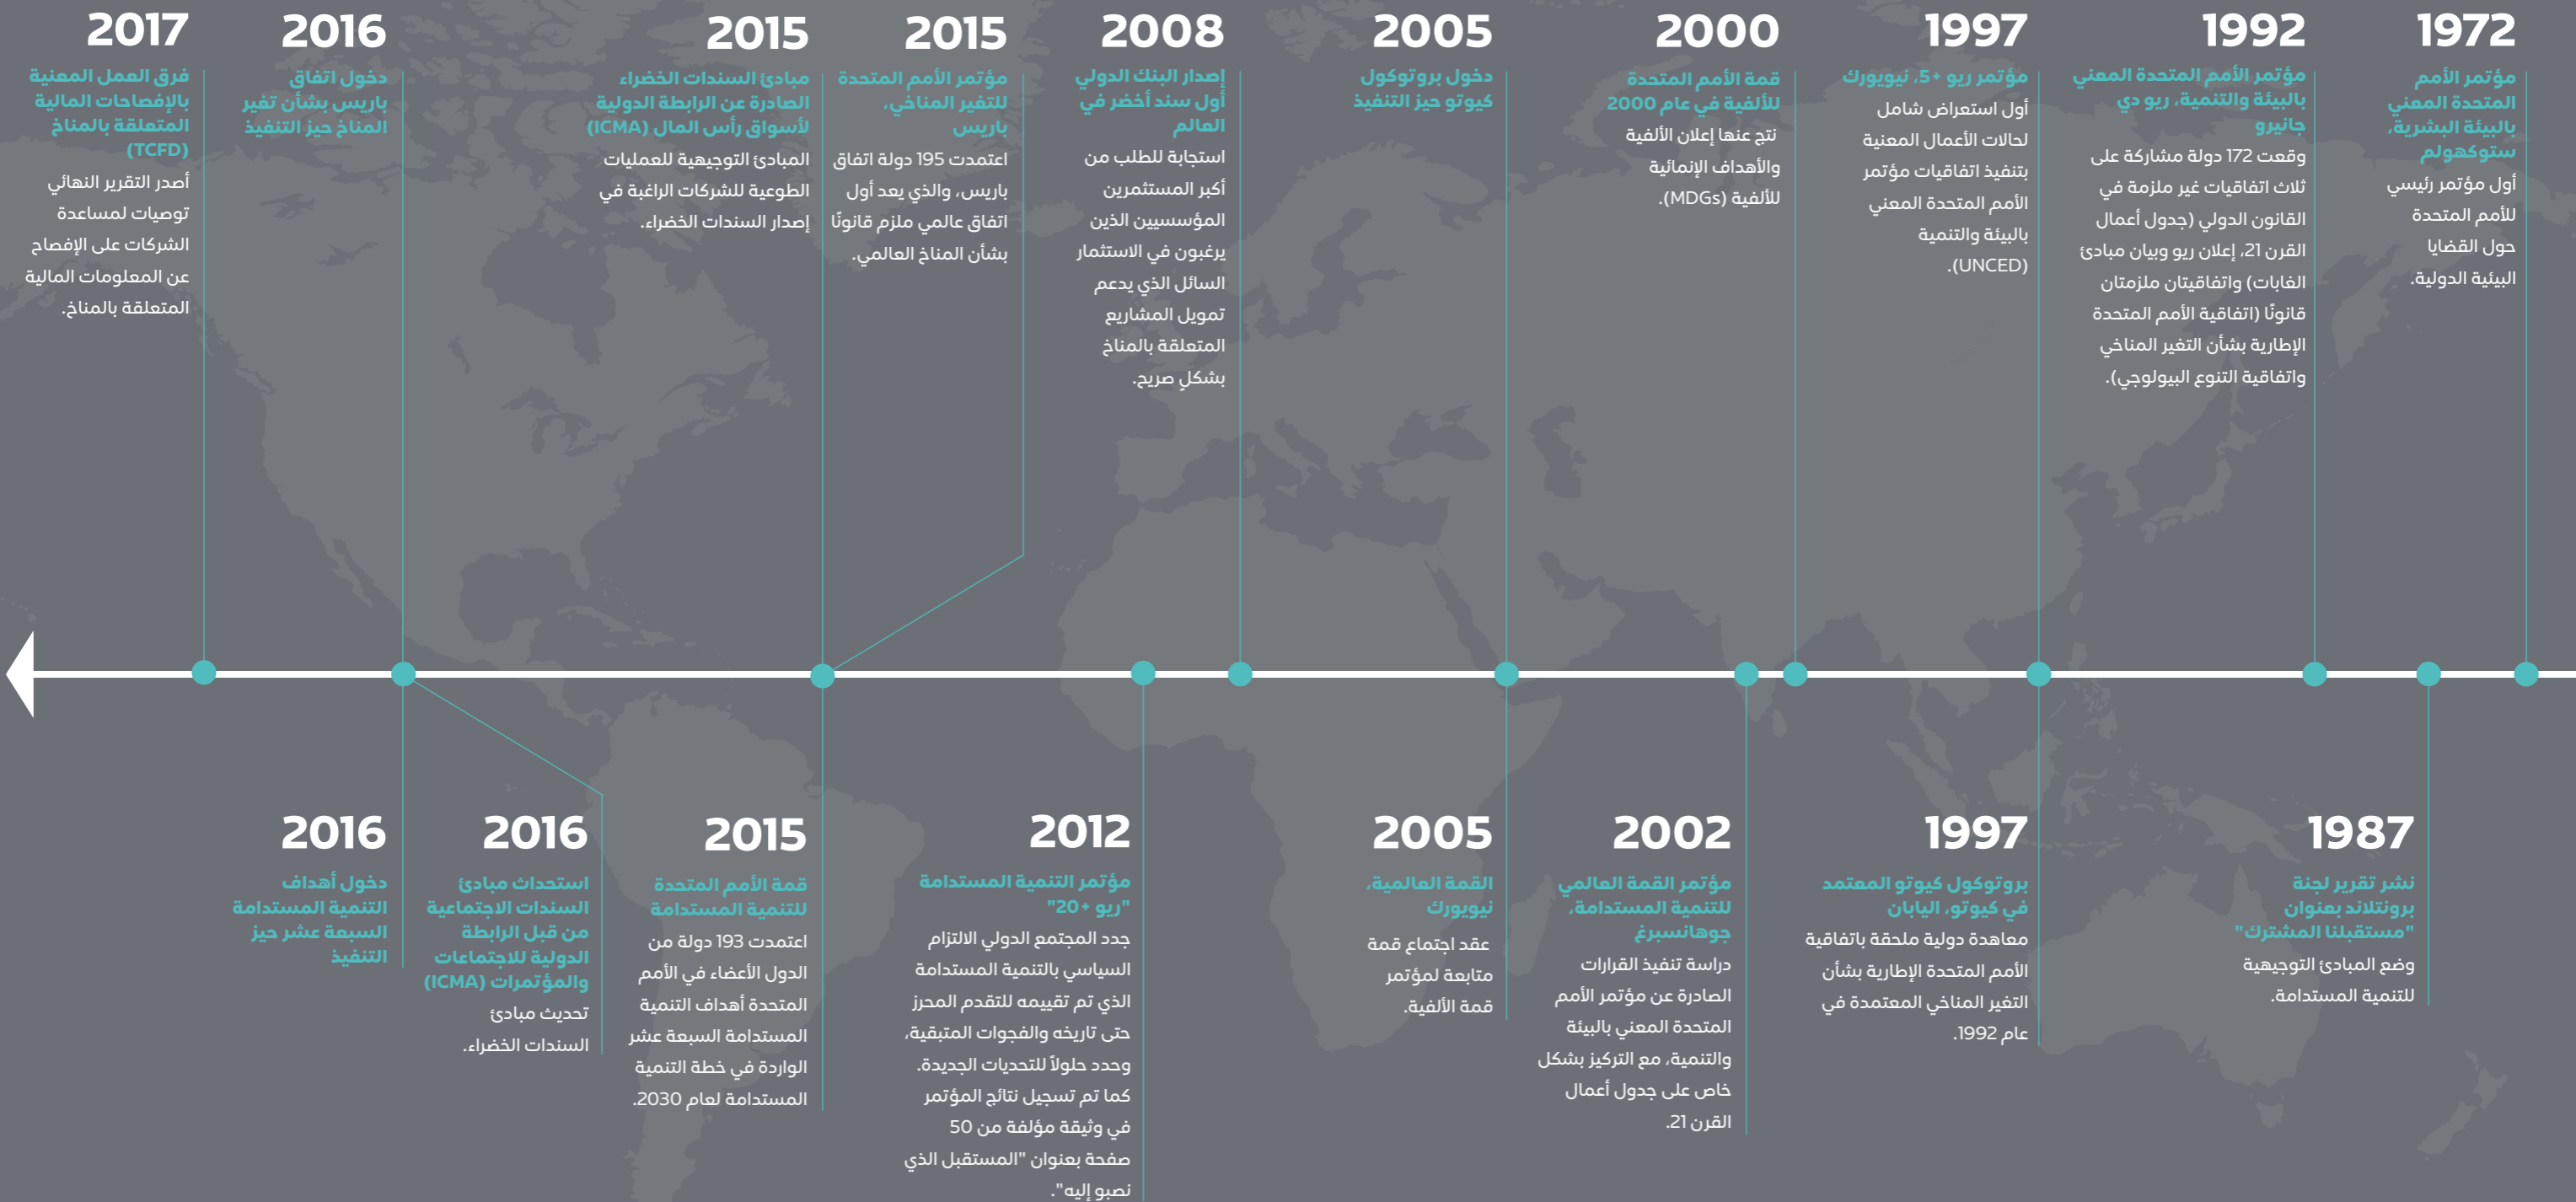 1972
مؤتمر الأمم
المتحدة المعني
بالبيئة البشرية،
ستوكهولم
أول مؤتمر رئيسي
للأمم المتحدة
حول القضايا
البيئية الدولية.
1992
مؤتمر الأمم المتحدة المعني
بالبيئة والتنمية، ريو دي
جانيرو
وقعت 172 دولة مشاركة على
ثلاث اتفاقيات غير ملزمة في
القانون الدولي (جدول أعمال
القرن 21، إعلان ريو وبيان مبادئ
الغابات) واتفاقيتان ملزمتان
قانونًا (اتفاقية الأمم المتحدة
الإطارية بشأن التغير المناخي
واتفاقية التنوع البيولوجي).
1997
مؤتمر ريو +5، نيويورك
أول استعراض شامل
لحالات الأعمال المعنية
بتنفيذ اتفاقيات مؤتمر
الأمم المتحدة المعني
بالبيئة والتنمية
(UNCED).
2000
قمة الأمم المتحدة
للألفية في عام 2000
نتج عنها إعلان الألفية
والأهداف الإنمائية
للألفية (MDGs).
2005
دخول بروتوكول
كيوتو حيز التنفيذ
2008
إصدار البنك الدولي
أول سند أخضر في
العالم
استجابة للطلب من
أكبر المستثمرين
المؤسسيين الذين
يرغبون في الاستثمار
السائل الذي يدعم
تمويل المشاريع
المتعلقة بالمناخ
بشكلٍ صريح.
2015
مؤتمر الأمم المتحدة
للتغير المناخي،
باريس
اعتمدت 195 دولة اتفاق
باريس، والذي يعد أول
اتفاق عالمي ملزم قانونًا
بشأن المناخ العالمي.
2015
مبادئ السندات الخضراء
الصادرة عن الرابطة الدولية
لأسواق رأس المال (ICMA)
المبادئ التوجيهية للعمليات
الطوعية للشركات الراغبة في
إصدار السندات الخضراء.
2016
دخول اتفاق
باريس بشأن تغير
المناخ حيز التنفيذ
2017
فرق العمل المعنية
بالإفصاحات المالية
المتعلقة بالمناخ
(TCFD)
أصدر التقرير النهائي
توصيات لمساعدة
الشركات على الإفصاح
عن المعلومات المالية
المتعلقة بالمناخ.
1987
نشر تقرير لجنة
برونتلاند بعنوان
"مستقبلنا المشترك"
وضع المبادئ التوجيهية
للتنمية المستدامة.
1997
بروتوكول كيوتو المعتمد
في كيوتو، اليابان
معاهدة دولية ملحقة باتفاقية
الأمم المتحدة الإطارية بشأن
التغير المناخي المعتمدة في
عام 1992.
2002
مؤتمر القمة العالمي
للتنمية المستدامة،
جوهانسبرغ
دراسة تنفيذ القرارات
الصادرة عن مؤتمر الأمم
المتحدة المعني بالبيئة
والتنمية، مع التركيز بشكل
خاص على جدول أعمال
القرن 21.
2005
القمة العالمية،
نيويورك
عقد اجتماع قمة
متابعة لمؤتمر
قمة الألفية.
2012
مؤتمر التنمية المستدامة
"ريو +20"
جدد المجتمع الدولي الالتزام
السياسي بالتنمية المستدامة
الذي تم تقييمه للتقدم المحرز
حتى تاريخه والفجوات المتبقية،
وحدد حلولاً للتحديات الجديدة.
كما تم تسجيل نتائج المؤتمر
في وثيقة مؤلفة من 50
صفحة بعنوان "المستقبل الذي
نصبو إليه".
2015
قمة الأمم المتحدة
للتنمية المستدامة
اعتمدت 193 دولة من
الدول الأعضاء في الأمم
المتحدة أهداف التنمية
المستدامة السبعة عشر
الواردة في خطة التنمية
المستدامة لعام 2030.
2016
استحداث مبادئ
السندات الاجتماعية
من قبل الرابطة
الدولية للاجتماعات
والمؤتمرات (ICMA)
تحديث مبادئ
السندات الخضراء.
2016
دخول أهداف
التنمية المستدامة
السبعة عشر حيز
التنفيذ